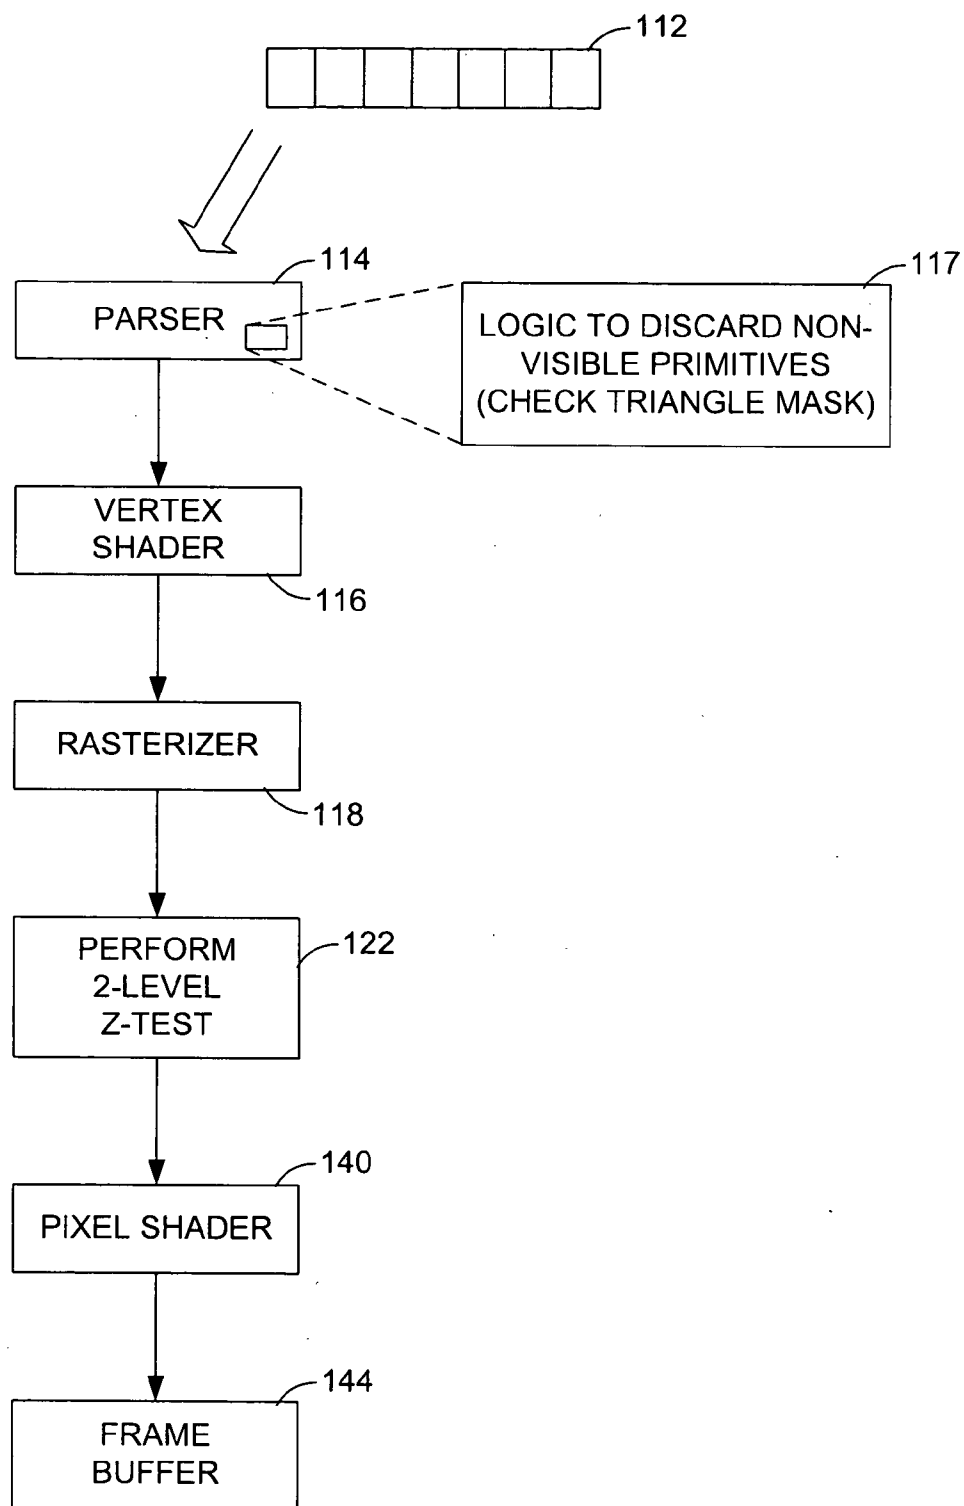 112
114
PARSER
117
LOGIC TO DISCARD NON-
VISIBLE PRIMITIVES
(CHECK TRIANGLE MASK)
VERTEX
SHADER
116
RASTERIZER
118
PERFORM
2-LEVEL
Z-TEST
122
140
PIXEL SHADER
144
FRAME
BUFFER